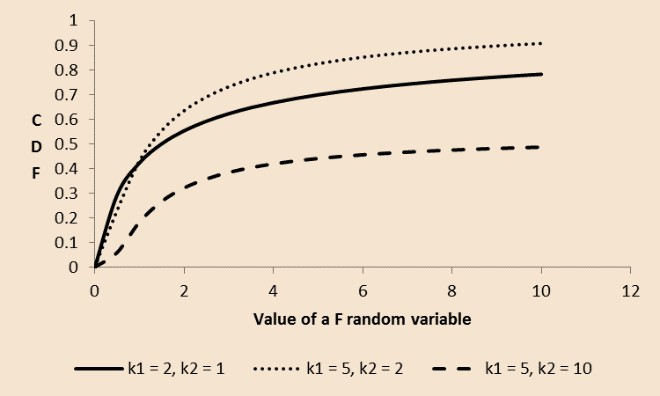 1
0.9
0.8
0.7
0.6
0.5
0.4
0.3
0.2
0.1
0
C
D
F
0 2 4 6 8 10 12
Value of a F random variable
k1 = 2, k2 = 1 k1 = 5, k2 = 2 k1 = 5, k2 = 10